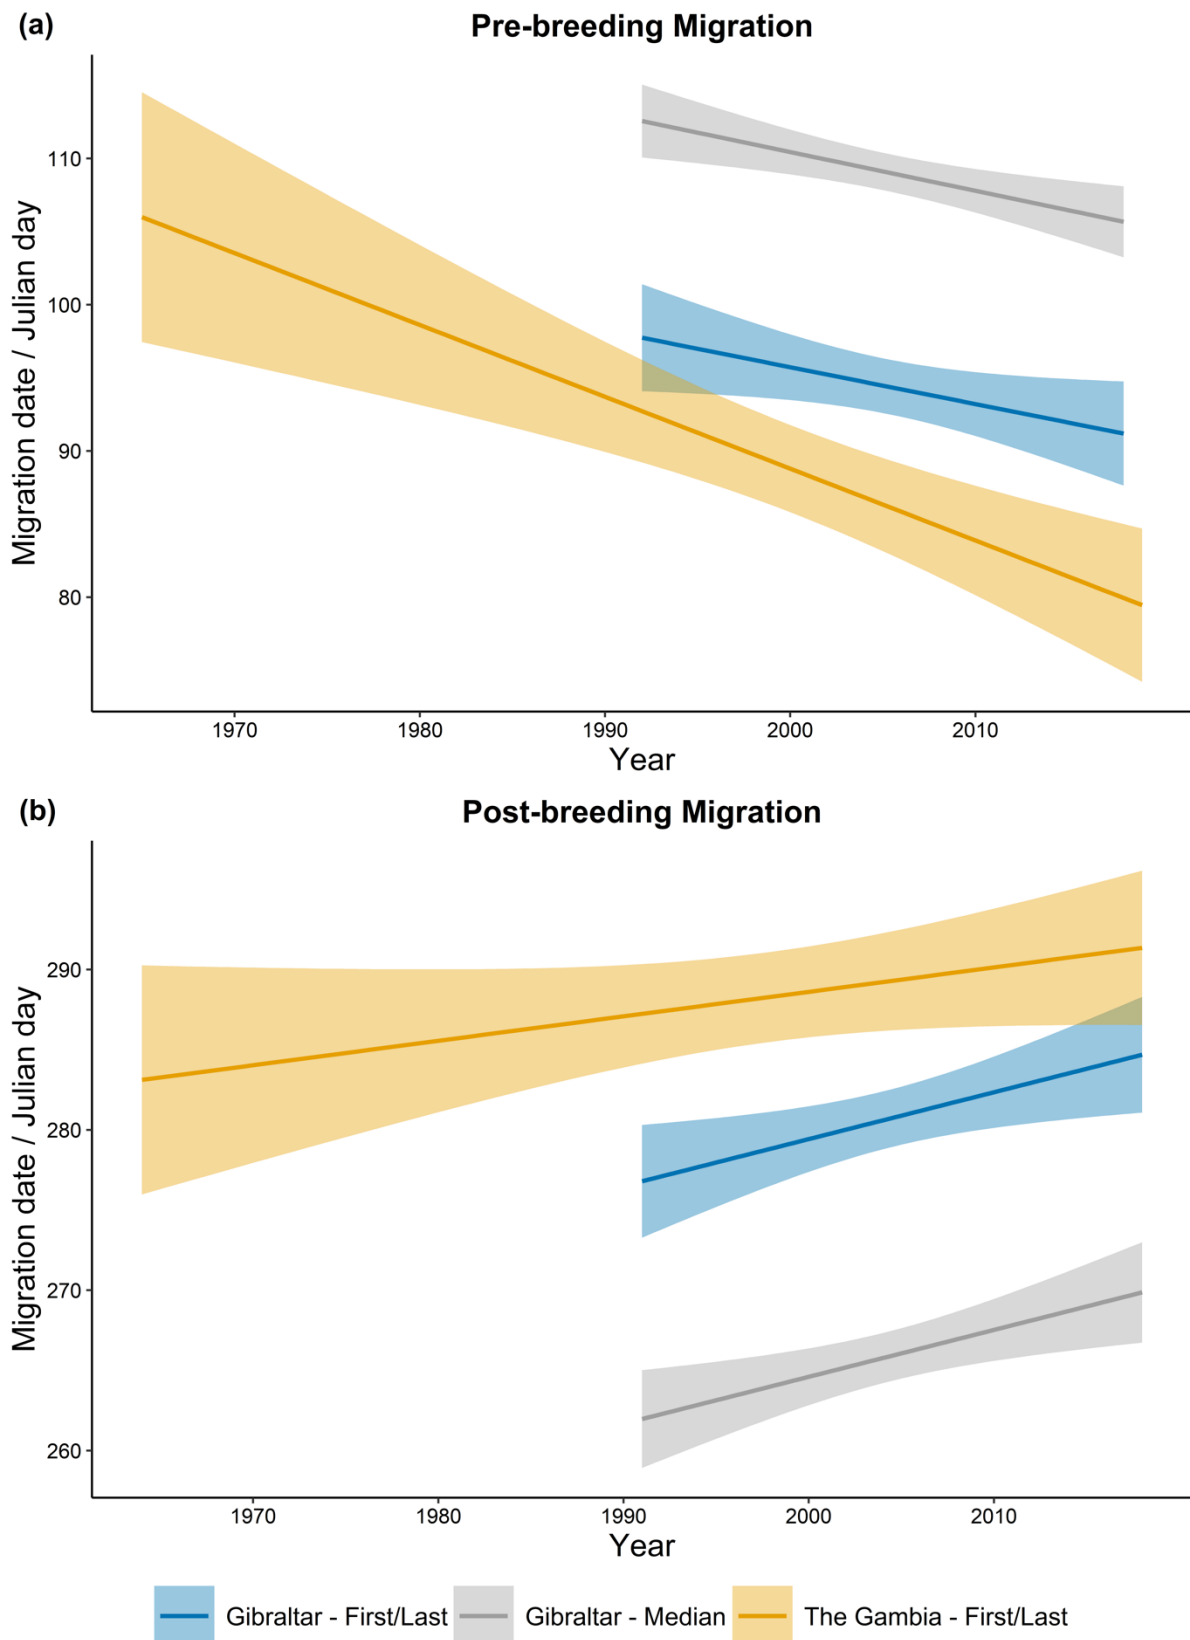 (a)
Pre-breeding Migration
Migration date / Julian day
110
100
90
80
1970 1980 1990 2000 2010
Year
(b)
Post-breeding Migration
Migration date / Julian day
290
280
270
260
1970 1980 1990 2000 2010
Year
Gibraltar - First/Last Gibraltar - Median The Gambia - First/Last